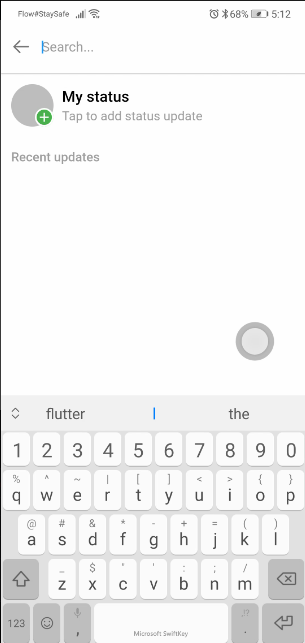 Flow#StaySafe 68% 5:12
Search...
My status
Tap to add status update
Recent updates
flutter I the
1 2 3 4 5 6 7 8 9 0
% ^ ~ | [ ] < > { }
q w e r t y u i o p
@ # & * - + = ( )
a s d f g h j k l
_ $ " ' : ; /
z x c v b n m
123 , .
,!?
Microsoft SwiftKey